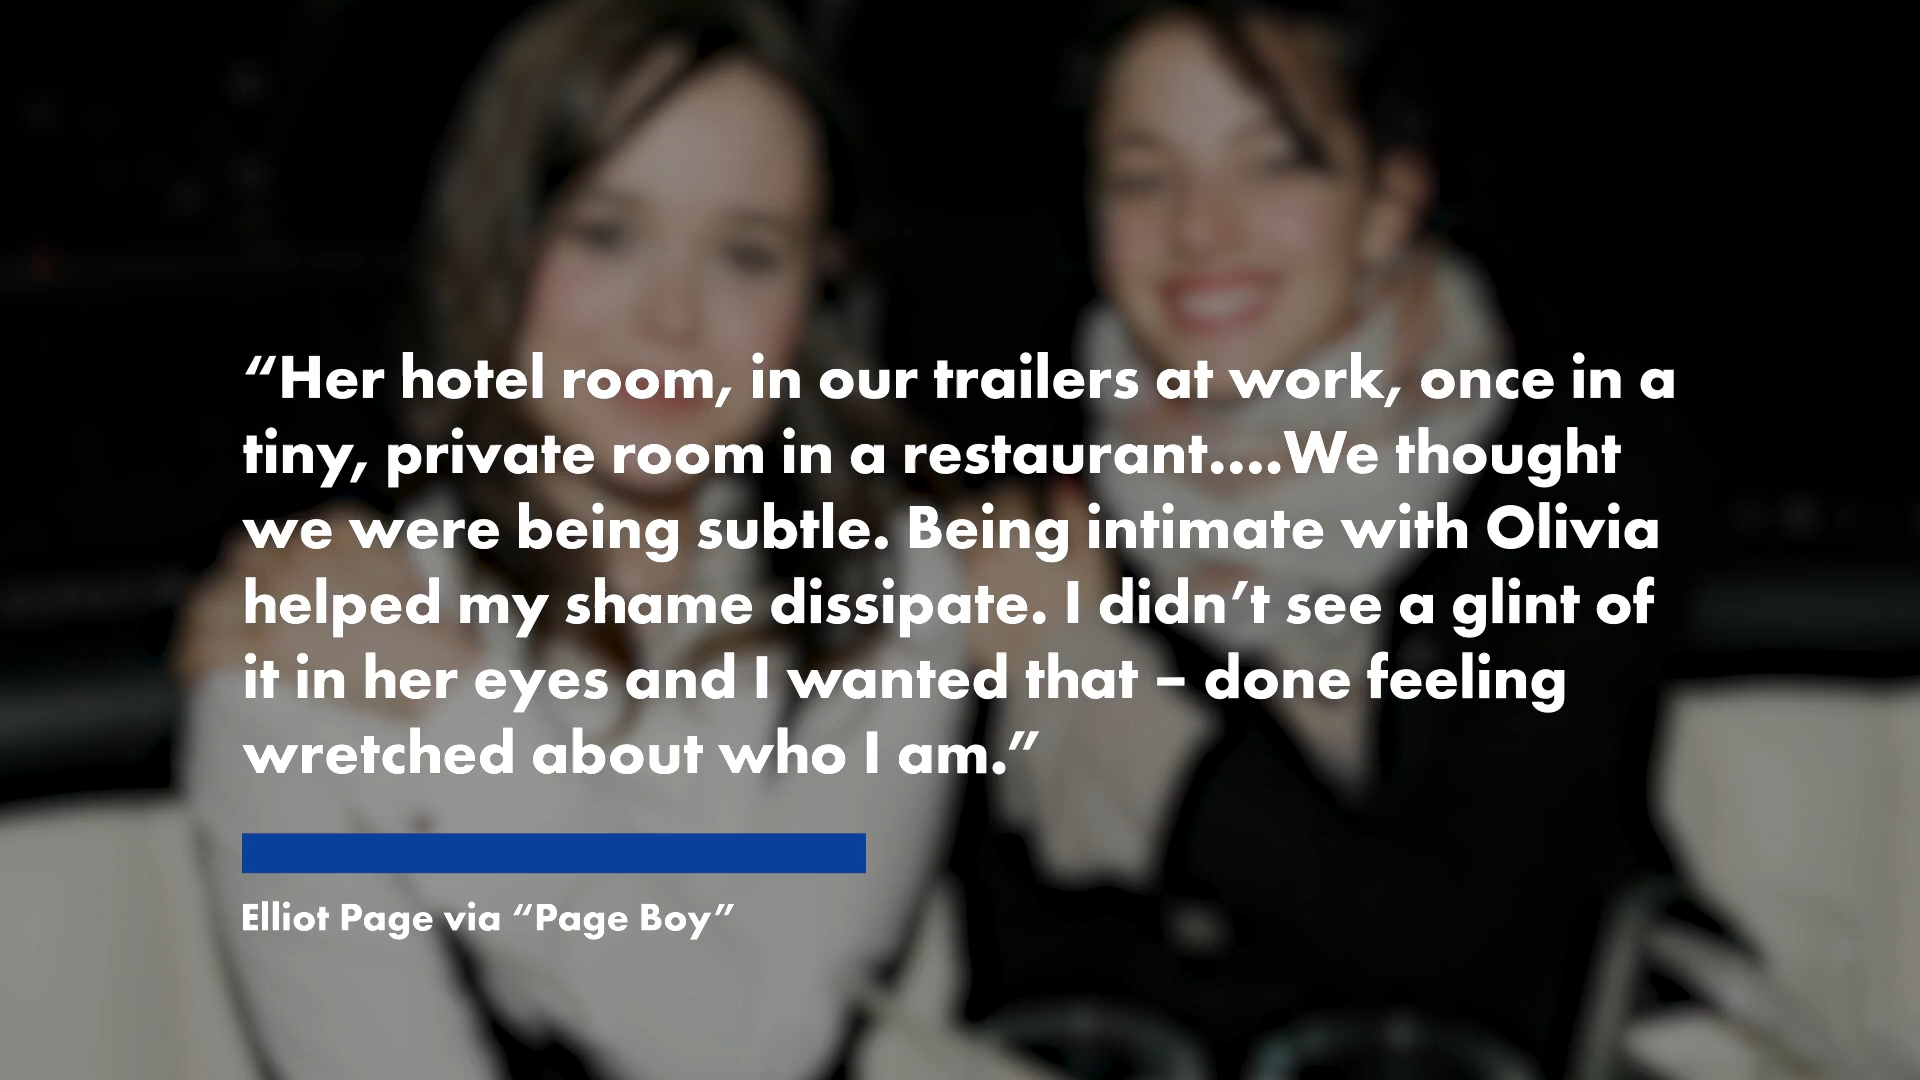 “Her hotel room, in our trailers at work, once in a
tiny, private room in a restaurant....We thought
we were being subtle. Being intimate with Olivia
helped my shame dissipate. I didn’t see a glint of
it in her eyes and I wanted that – done feeling
wretched about who I am.”
Elliot Page via “Page Boy”